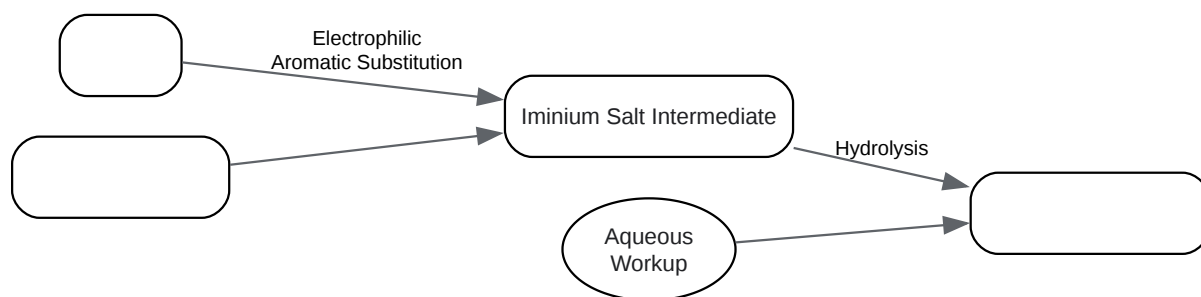 Electrophilic
Aromatic Substitution
Iminium Salt Intermediate
Hydrolysis
Aqueous
Workup